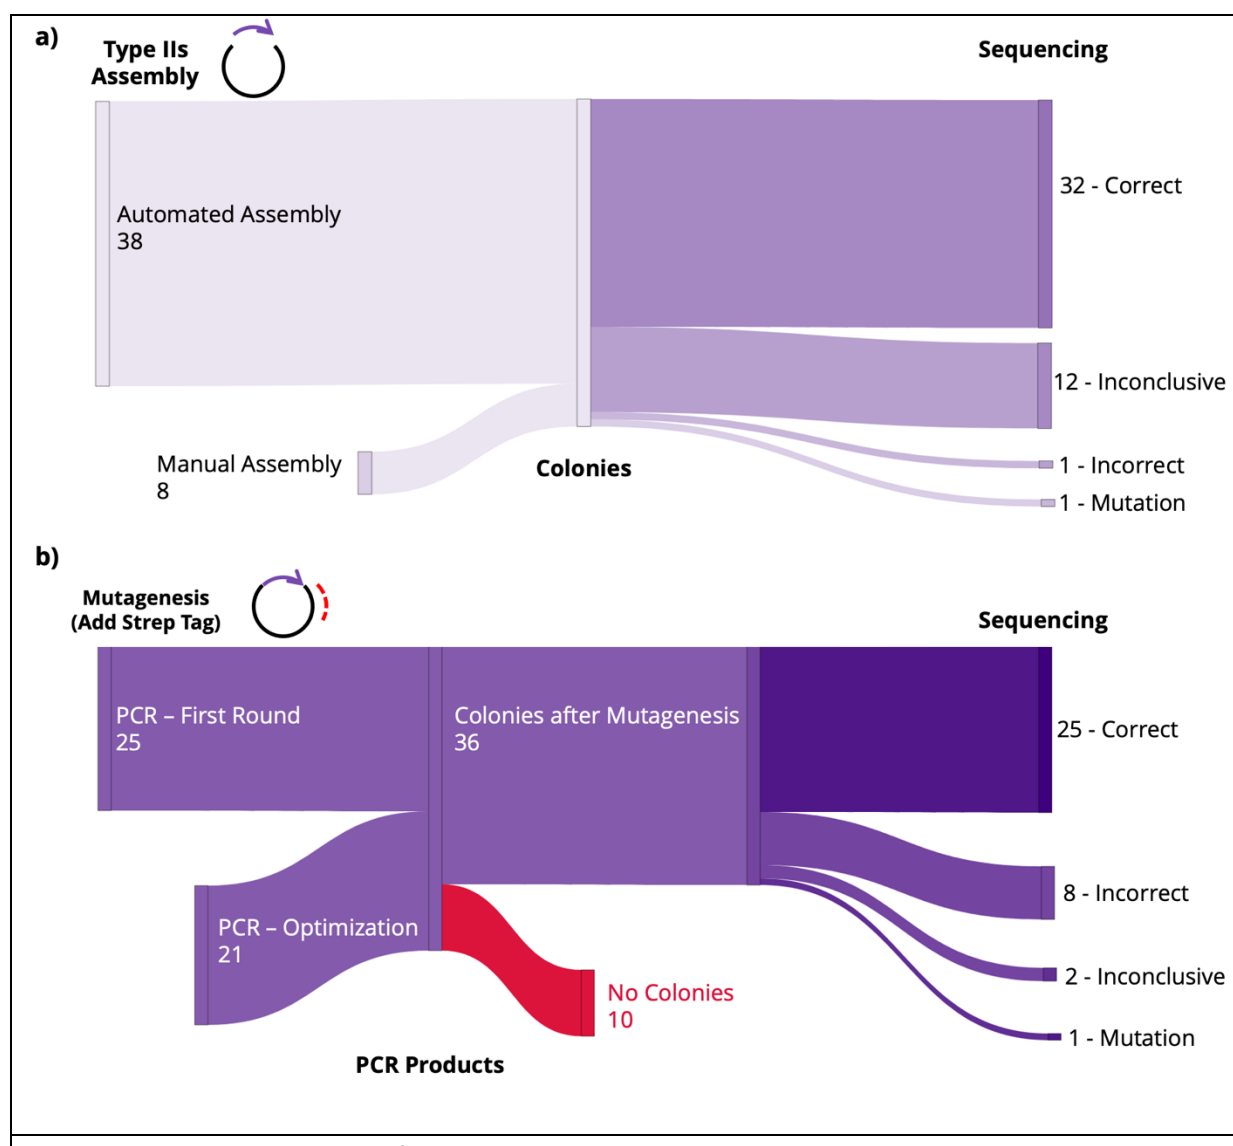 a)
Type IIs
Assembly
Sequencing
Automated Assembly
38
32 - Correct
12 - Inconclusive
Manual Assembly
8
Colonies
1 - Incorrect
1 - Mutation
b)
Mutagenesis
(Add Strep Tag)
Sequencing
PCR – First Round
25
Colonies after Mutagenesis
36
25 - Correct
PCR – Optimization
21
8 - Incorrect
No Colonies
10
2 - Inconclusive
1 - Mutation
PCR Products